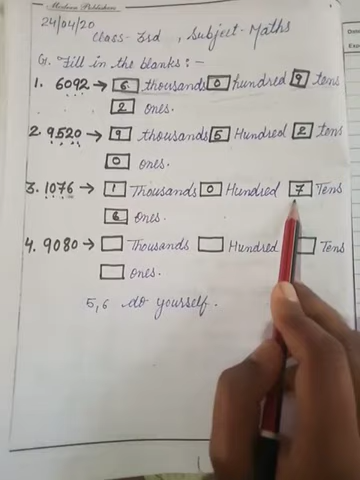 Modern Publishers
24/04/20
Class-3rd , Subject-Maths
Q. Fill in the blanks:-
1. 6092 → 6 thousands 0 hundred 9 tens
2 ones.
2. 9520 → 9 thousands 5 Hundred 2 tens
0 ones.
3. 1076 → 1 Thousands 0 Hundred 7 Tens
6 ones.
4. 9080 → Thousands Hundred Tens
ones.
5,6 do yourself.